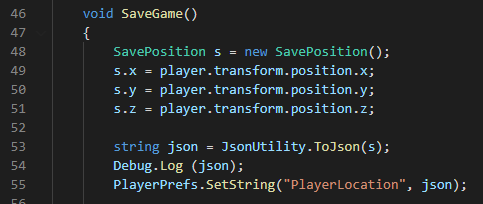 46 void SaveGame()
47 {
48 SavePosition s = new SavePosition();
49 s.x = player.transform.position.x;
50 s.y = player.transform.position.y;
51 s.z = player.transform.position.z;
52
53 string json = JsonUtility.ToJson(s);
54 Debug.Log (json);
55 PlayerPrefs.SetString("PlayerLocation", json);